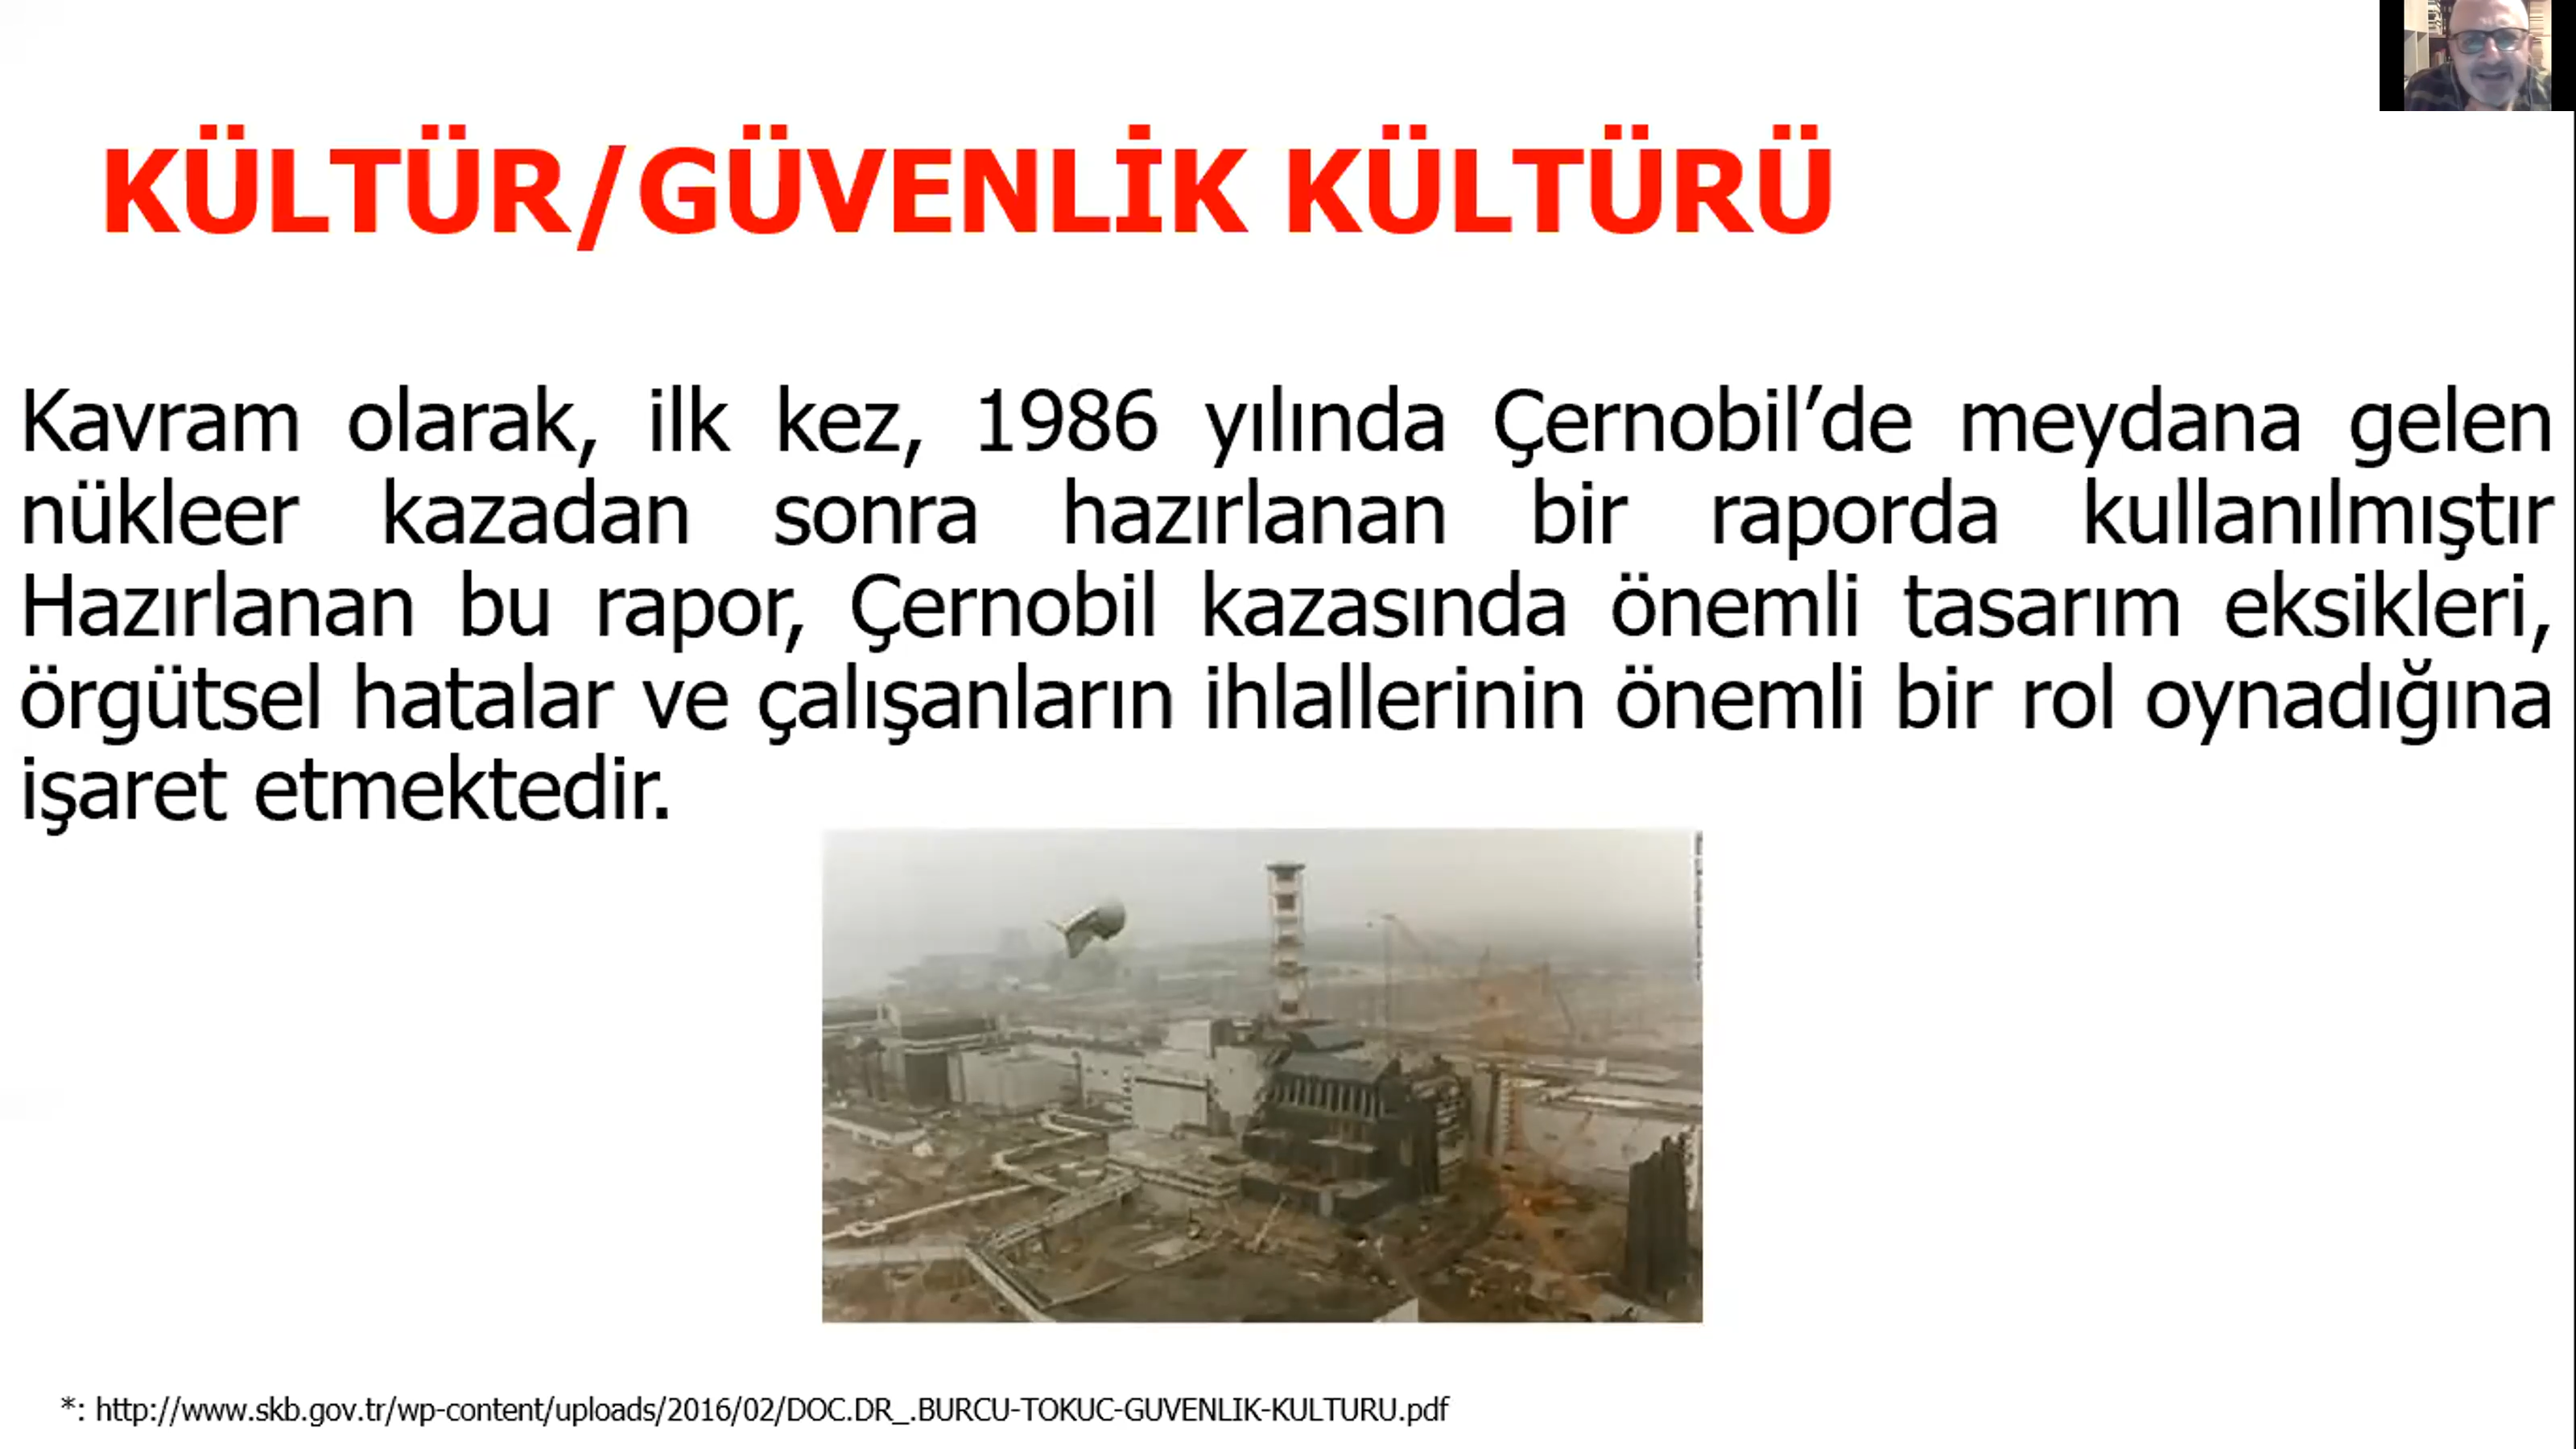 KÜLTÜR/GÜVENLİK KÜLTÜRÜ
Kavram olarak, ilk kez, 1986 yılında Çernobil’de meydana gelen
nükleer kazadan sonra hazırlanan bir raporda kullanılmıştır
Hazırlanan bu rapor, Çernobil kazasında önemli tasarım eksikleri,
örgütsel hatalar ve çalışanların ihlallerinin önemli bir rol oynadığına
işaret etmektedir.
*: http://www.skb.gov.tr/wp-content/uploads/2016/02/DOC.DR_.BURCU-TOKUC-GUVENLIK-KULTURU.pdf